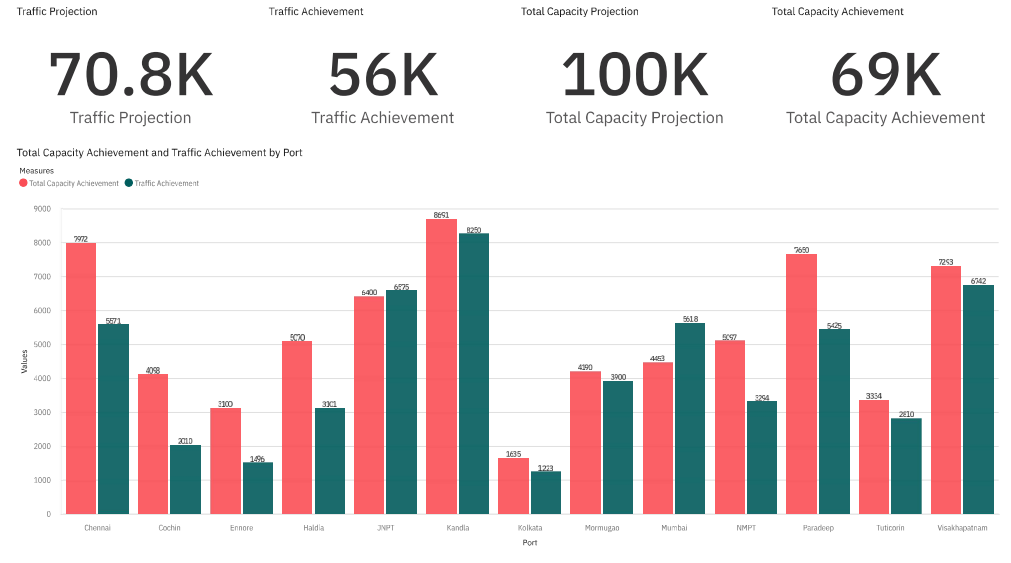 Traffic Projection
Traffic Achievement
Total Capacity Projection
Total Capacity Achievement
70.8K
56K
100K
69K
Traffic Projection
Traffic Achievement
Total Capacity Projection
Total Capacity Achievement
Total Capacity Achievement and Traffic Achievement by Port
Measures
Total Capacity Achievement Traffic Achievement
9000
8000
7000
6000
5000
4000
3000
2000
1000
0
Values
7972
5571
4098
2010
3100
1496
3101
6400
6575
8691
8250
1635
1223
4190
3900
4453
5618
5097
3294
7650
5425
3334
2810
7293
6742
Chennai
Cochin
Ennore
Haldia
JNPT
Kandla
Kolkata
Mormugao
Mumbai
NMPT
Paradeep
Tuticorin
Visakhapatnam
Port